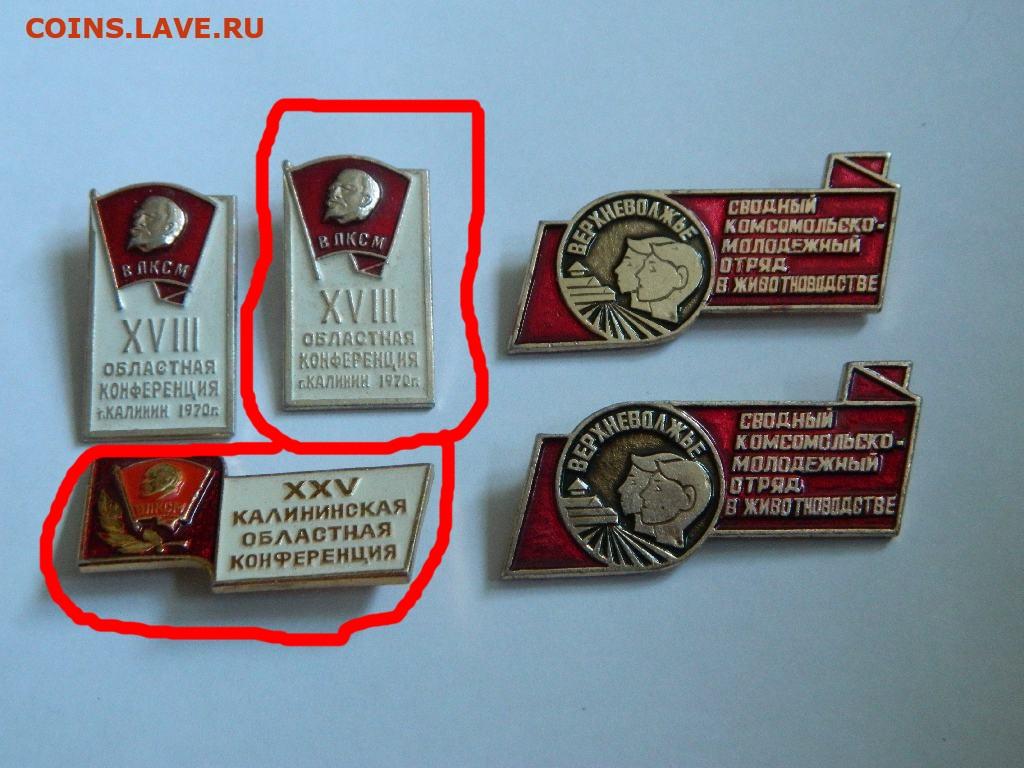 COINS.LAVE.RU
ВЛКСМ
XVIII
ОБЛАСТНАЯ
КОНФЕРЕНЦИЯ
г.КАЛИНИН 1970г.
ВЛКСМ
XVIII
ОБЛАСТНАЯ
КОНФЕРЕНЦИЯ
г.КАЛИНИН 1970г.
ВЛКСМ
XXV
КАЛИНИНСКАЯ
ОБЛАСТНАЯ
КОНФЕРЕНЦИЯ
ВЕРХНЕВОЛЖЬЕ
СВОДНЫЙ
КОМСОМОЛЬСКО-
МОЛОДЕЖНЫЙ
ОТРЯД
В ЖИВОТНОВОДСТВЕ
ВЕРХНЕВОЛЖЬЕ
СВОДНЫЙ
КОМСОМОЛЬСКО-
МОЛОДЕЖНЫЙ
ОТРЯД
В ЖИВОТНОВОДСТВЕ